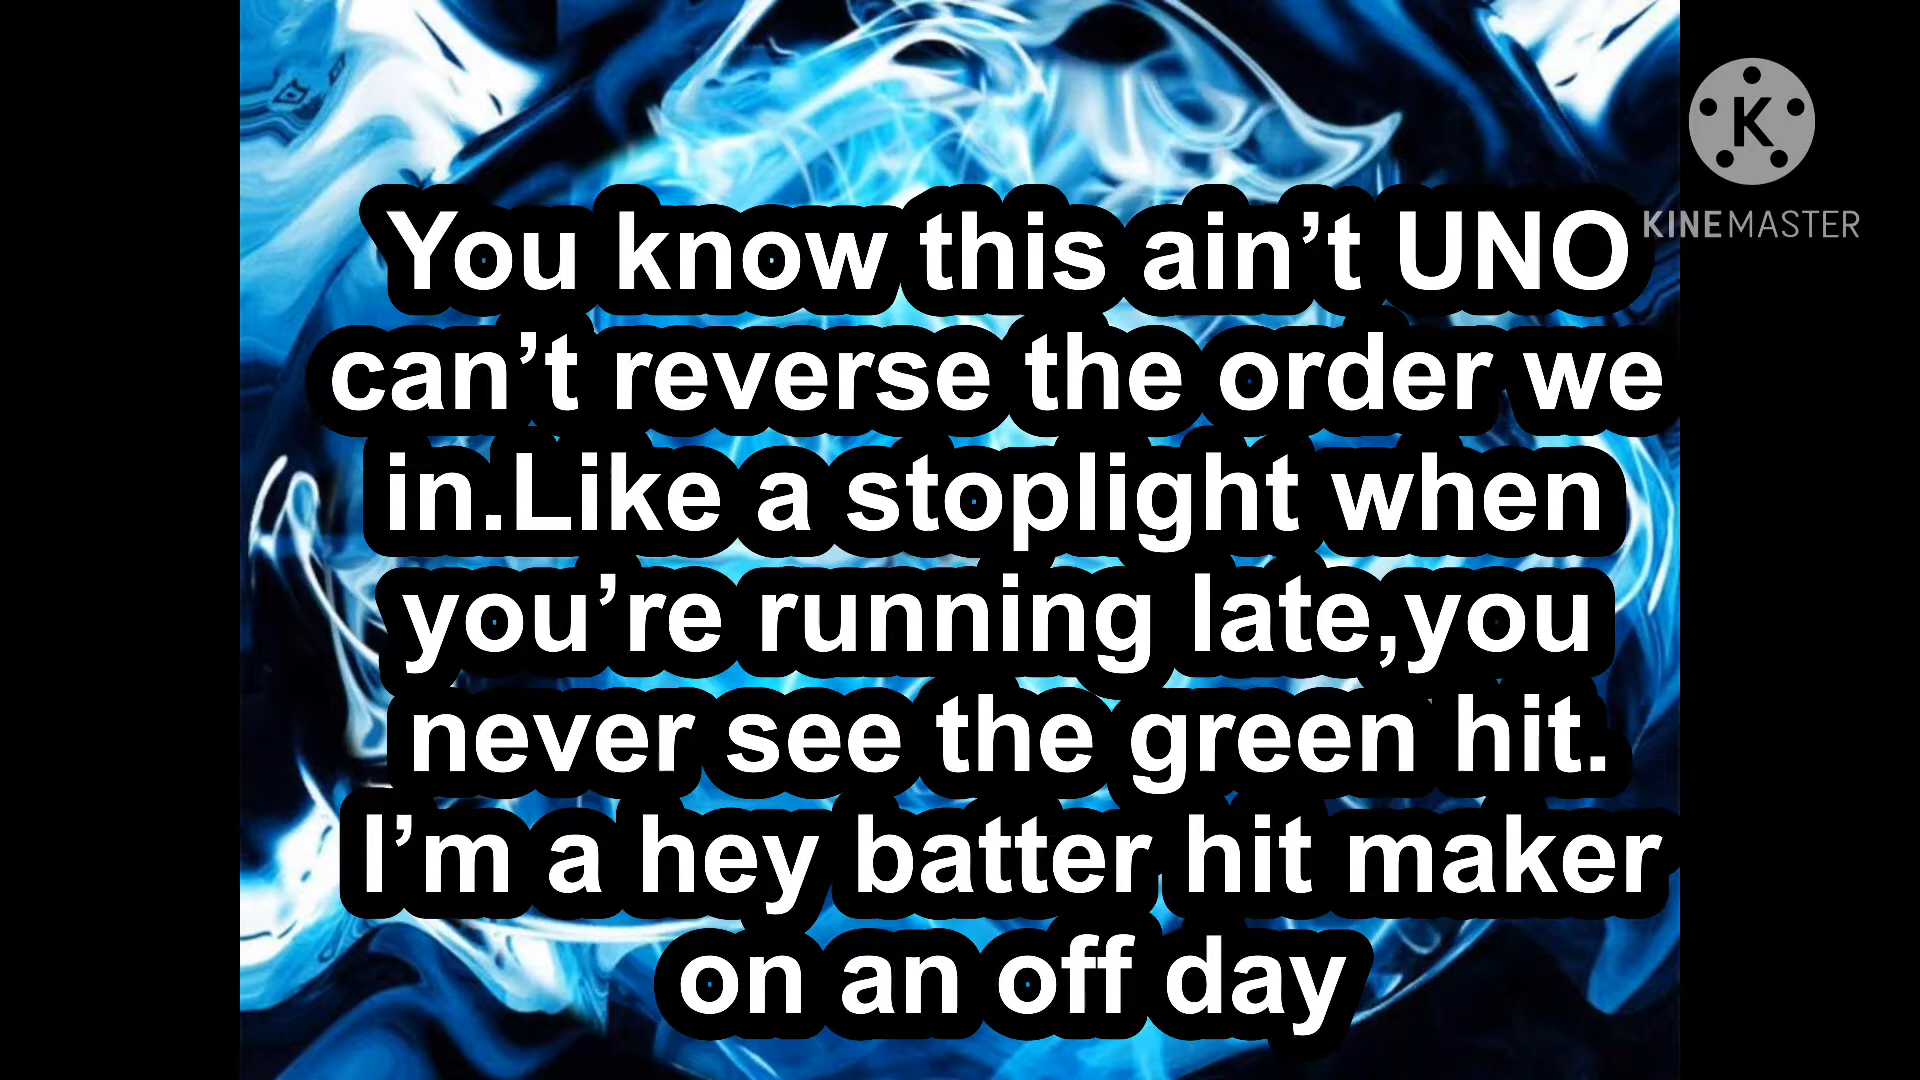 You know this ain’t UNO
can’t reverse the order we
in.Like a stoplight when
you’re running late,you
never see the green hit.
I’m a hey batter hit maker
on an off day
K
KINEMASTER